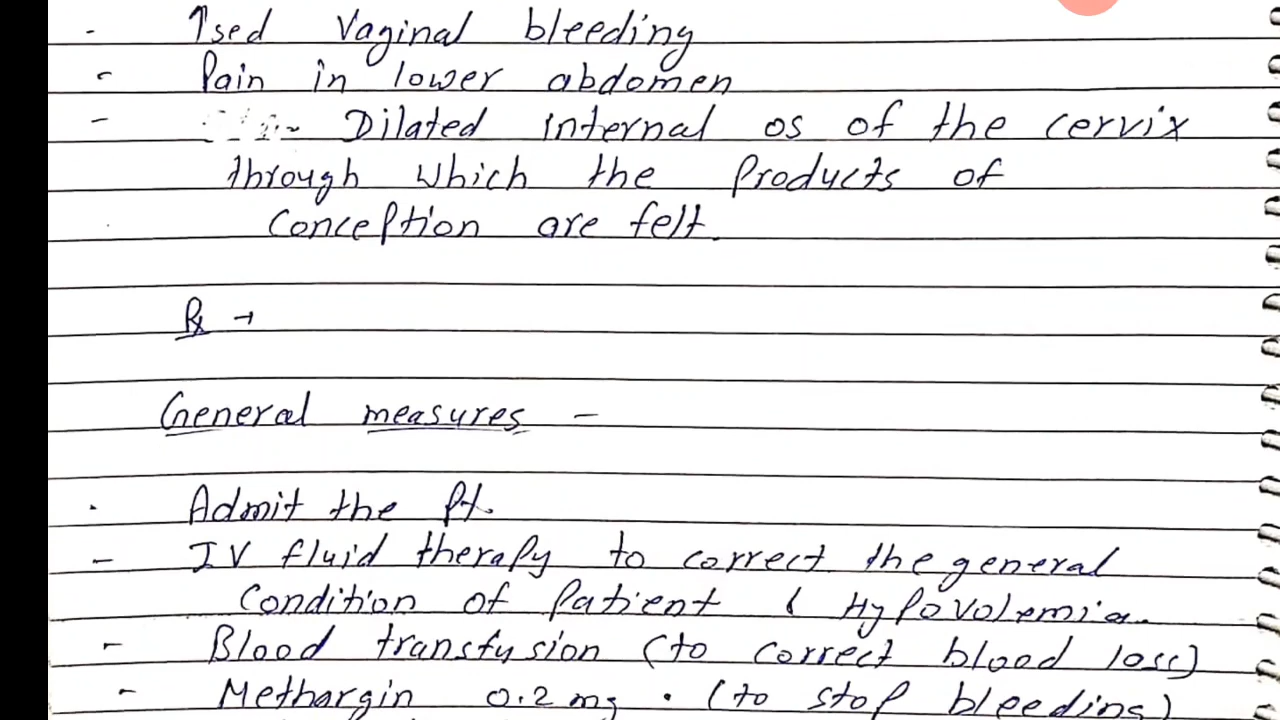 - ↑sed Vaginal bleeding
- Pain in lower abdomen
- Dilated internal os of the cervix
through which the Products of
Conception are felt.
Rx →
General measures -
- Admit the Pt.
- IV fluid therapy to correct the general
Condition of Patient & Hypovolemia.
- Blood transfusion (to correct blood loss)
- Methargin 0.2 mg . (to stop bleeding)